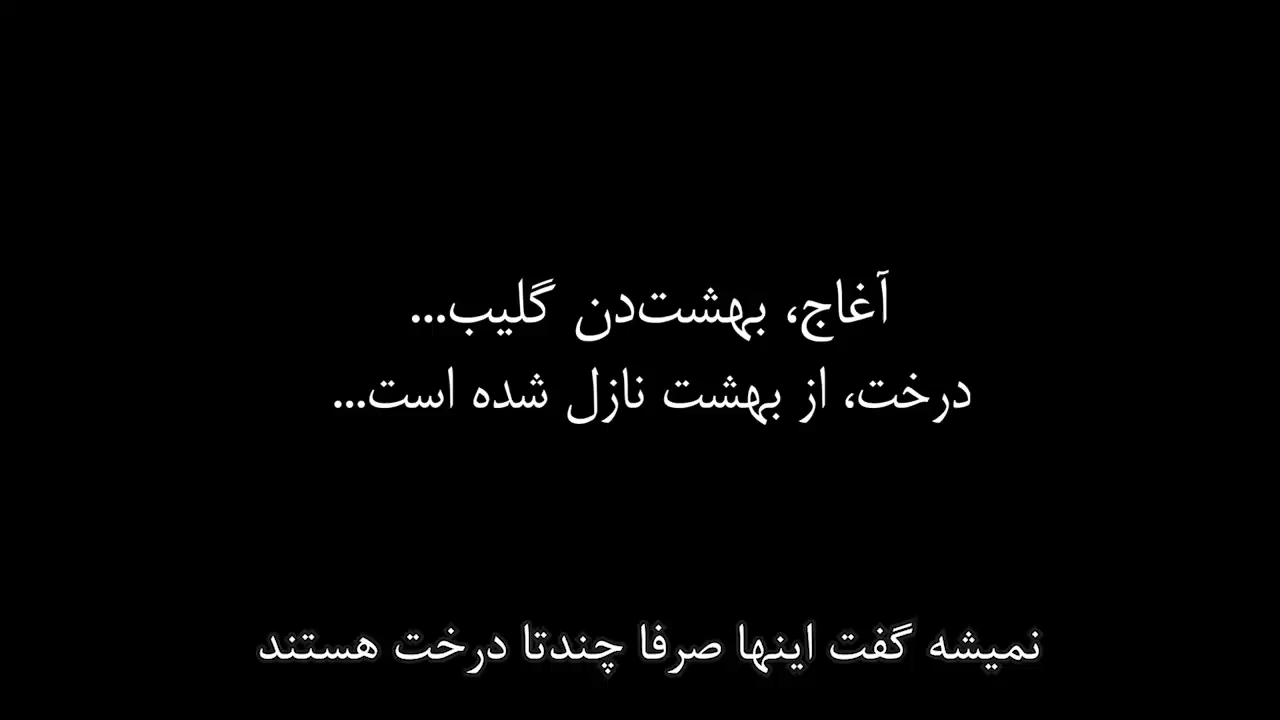 آغاج، بهشت‌دن گلیب...
درخت، از بهشت نازل شده است...
نمیشه گفت اینها صرفا چندتا درخت هستند